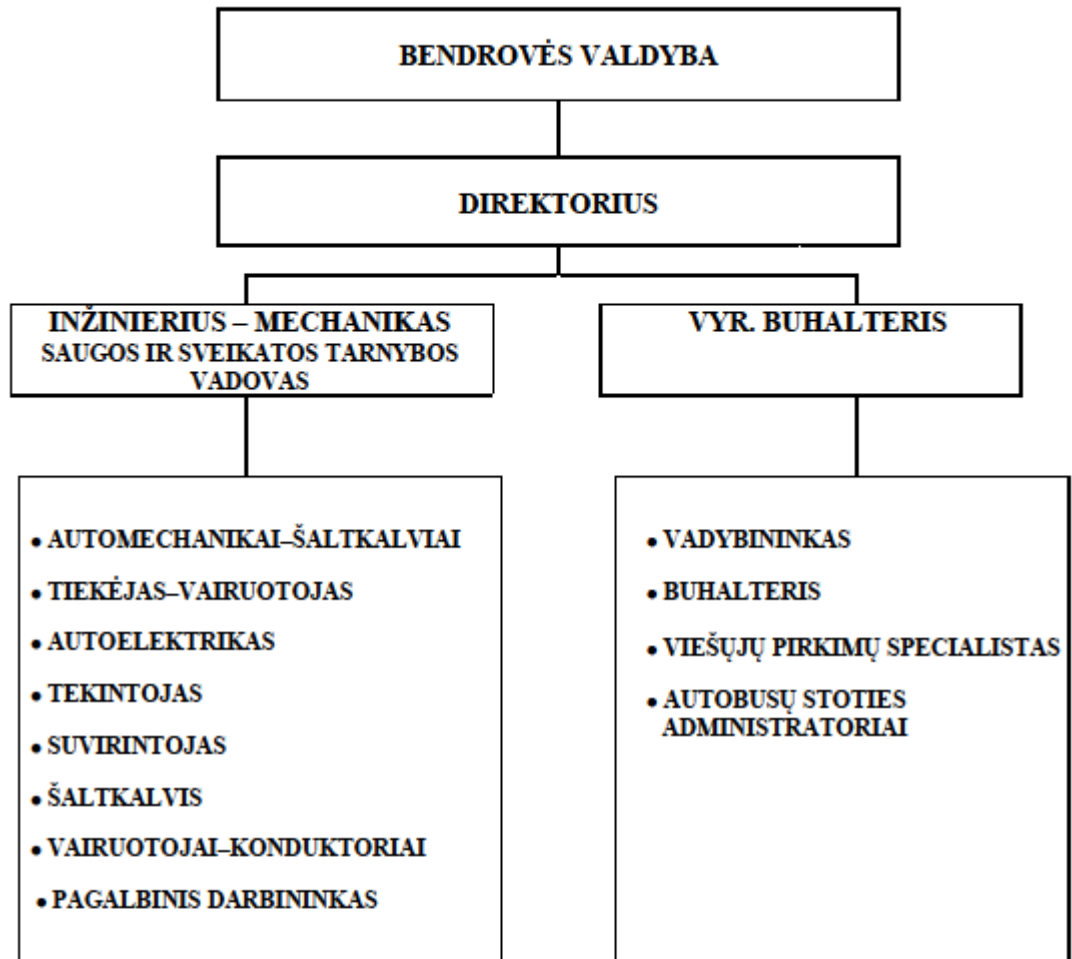 BENDROVĖS VALDYBA
DIREKTORIUS
INŽINIERIUS – MECHANIKAS
SAUGOS IR SVEIKATOS TARNYBOS
VADOVAS
VYR. BUHALTERIS
• AUTOMECHANIKAI–ŠALTKALVIAI
• TIEKĖJAS–VAIRUOTOJAS
• AUTOELEKTRIKAS
• TEKINTOJAS
• SUVIRINTOJAS
• ŠALTKALVIS
• VAIRUOTOJAI–KONDUKTORIAI
• PAGALBINIS DARBININKAS
• VADYBININKAS
• BUHALTERIS
• VIEŠŲJŲ PIRKIMŲ SPECIALISTAS
• AUTOBUSŲ STOTIES
ADMINISTRATORIAI